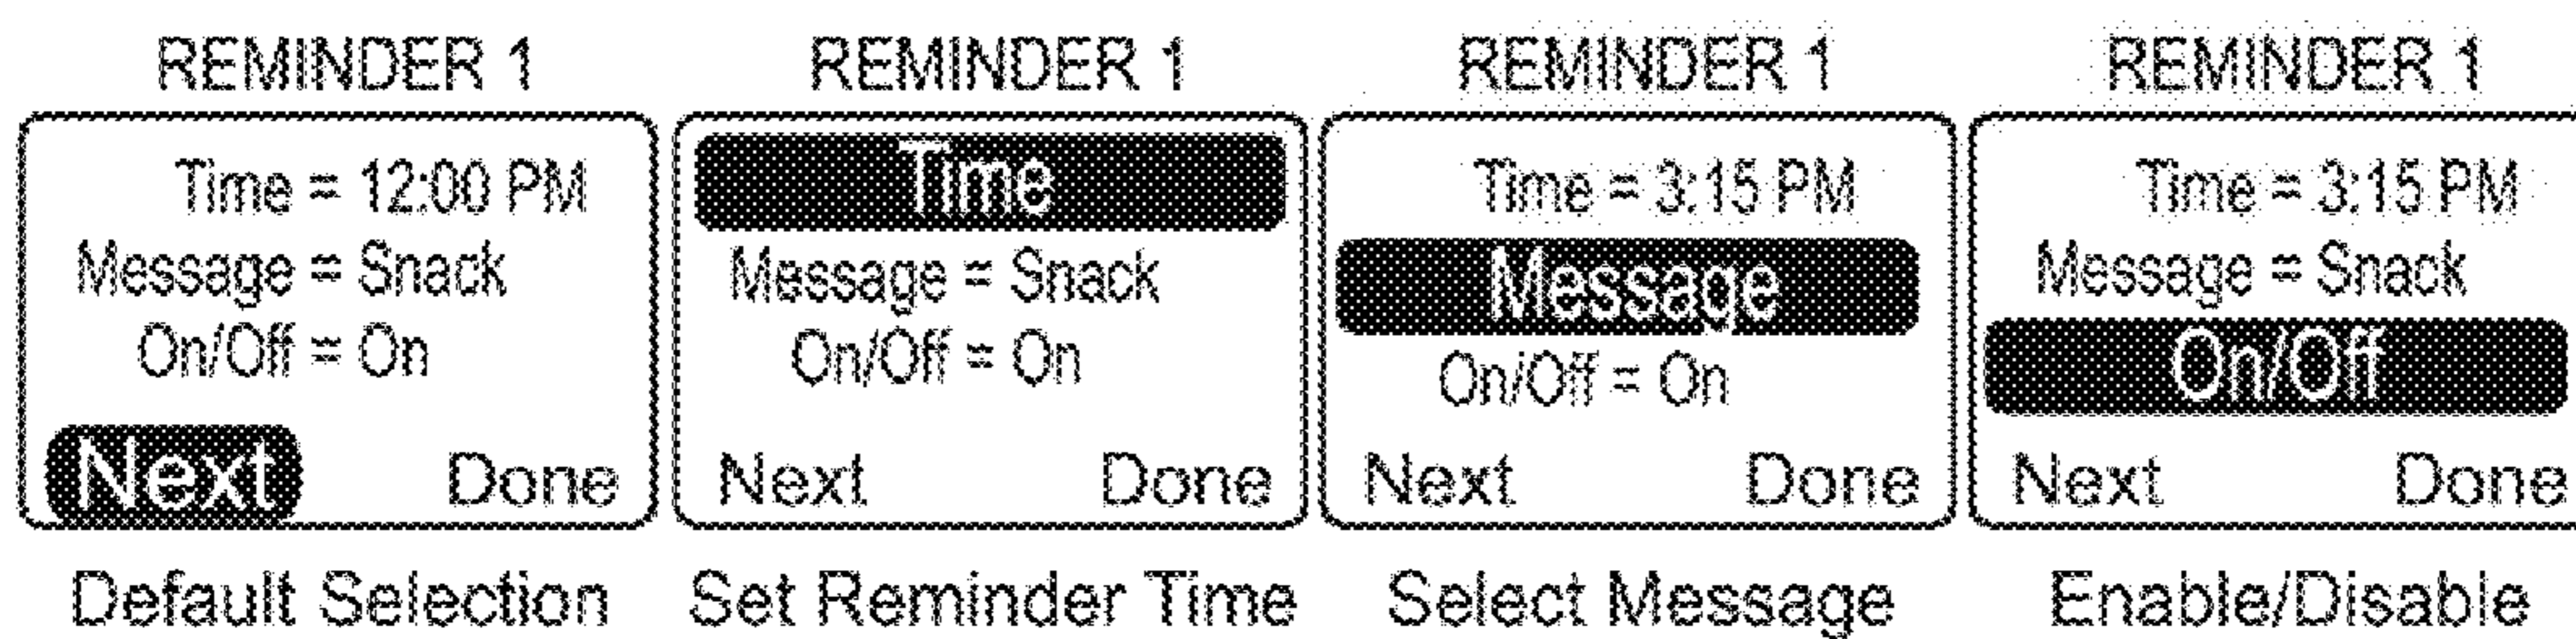 REMINDER 1
Time = 12:00 PM
Message = Snack
On/Off = On
Next Done
Default Selection
REMINDER 1
Time
Message = Snack
On/Off = On
Next Done
Set Reminder Time
REMINDER 1
Time = 3:15 PM
Message
On/Off = On
Next Done
Select Message
REMINDER 1
Time = 3:15 PM
Message = Snack
On/Off
Next Done
Enable/Disable